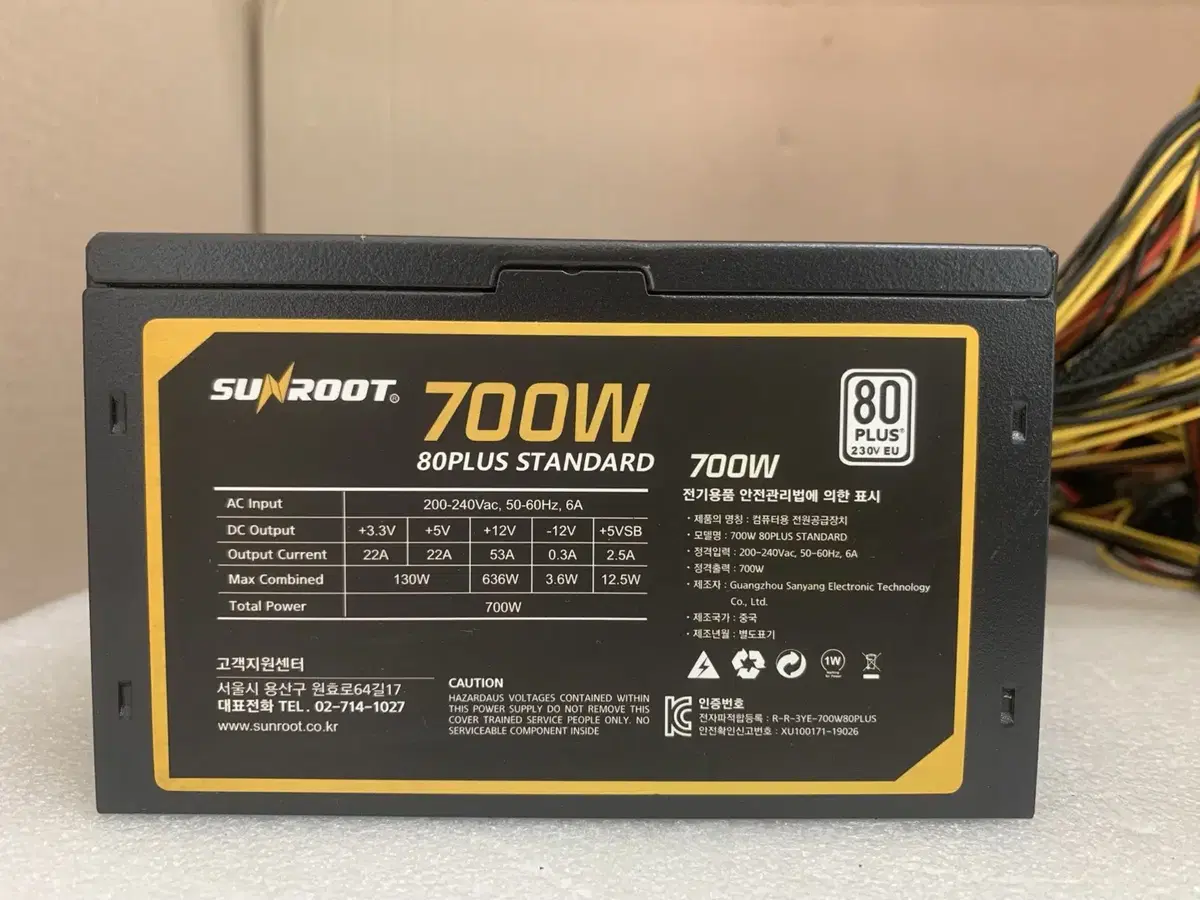 SUNROOT®
700W
80PLUS STANDARD
AC Input 200-240Vac, 50-60Hz, 6A
DC Output +3.3V +5V +12V -12V +5VSB
Output Current 22A 22A 53A 0.3A 2.5A
Max Combined 130W 636W 3.6W 12.5W
Total Power 700W
고객지원센터
서울시 용산구 원효로64길17
대표전화 TEL. 02-714-1027
www.sunroot.co.kr
CAUTION
HAZARDAUS VOLTAGES CONTAINED WITHIN
THIS POWER SUPPLY DO NOT REMOVE THIS
COVER TRAINED SERVICE PEOPLE ONLY. NO
SERVICEABLE COMPONENT INSIDE
80
PLUS®
230V EU
700W
전기용품 안전관리법에 의한 표시
· 제품의 명칭 : 컴퓨터용 전원공급장치
· 모델명 : 700W 80PLUS STANDARD
· 정격입력 : 200-240Vac, 50-60Hz, 6A
· 정격출력 : 700W
· 제조자 : Guangzhou Sanyang Electronic Technology
Co., Ltd.
· 제조국가 : 중국
· 제조년월 : 별도표기
1W
인증번호
전자파적합등록 : R-R-3YE-700W80PLUS
안전확인신고번호 : XU100171-19026